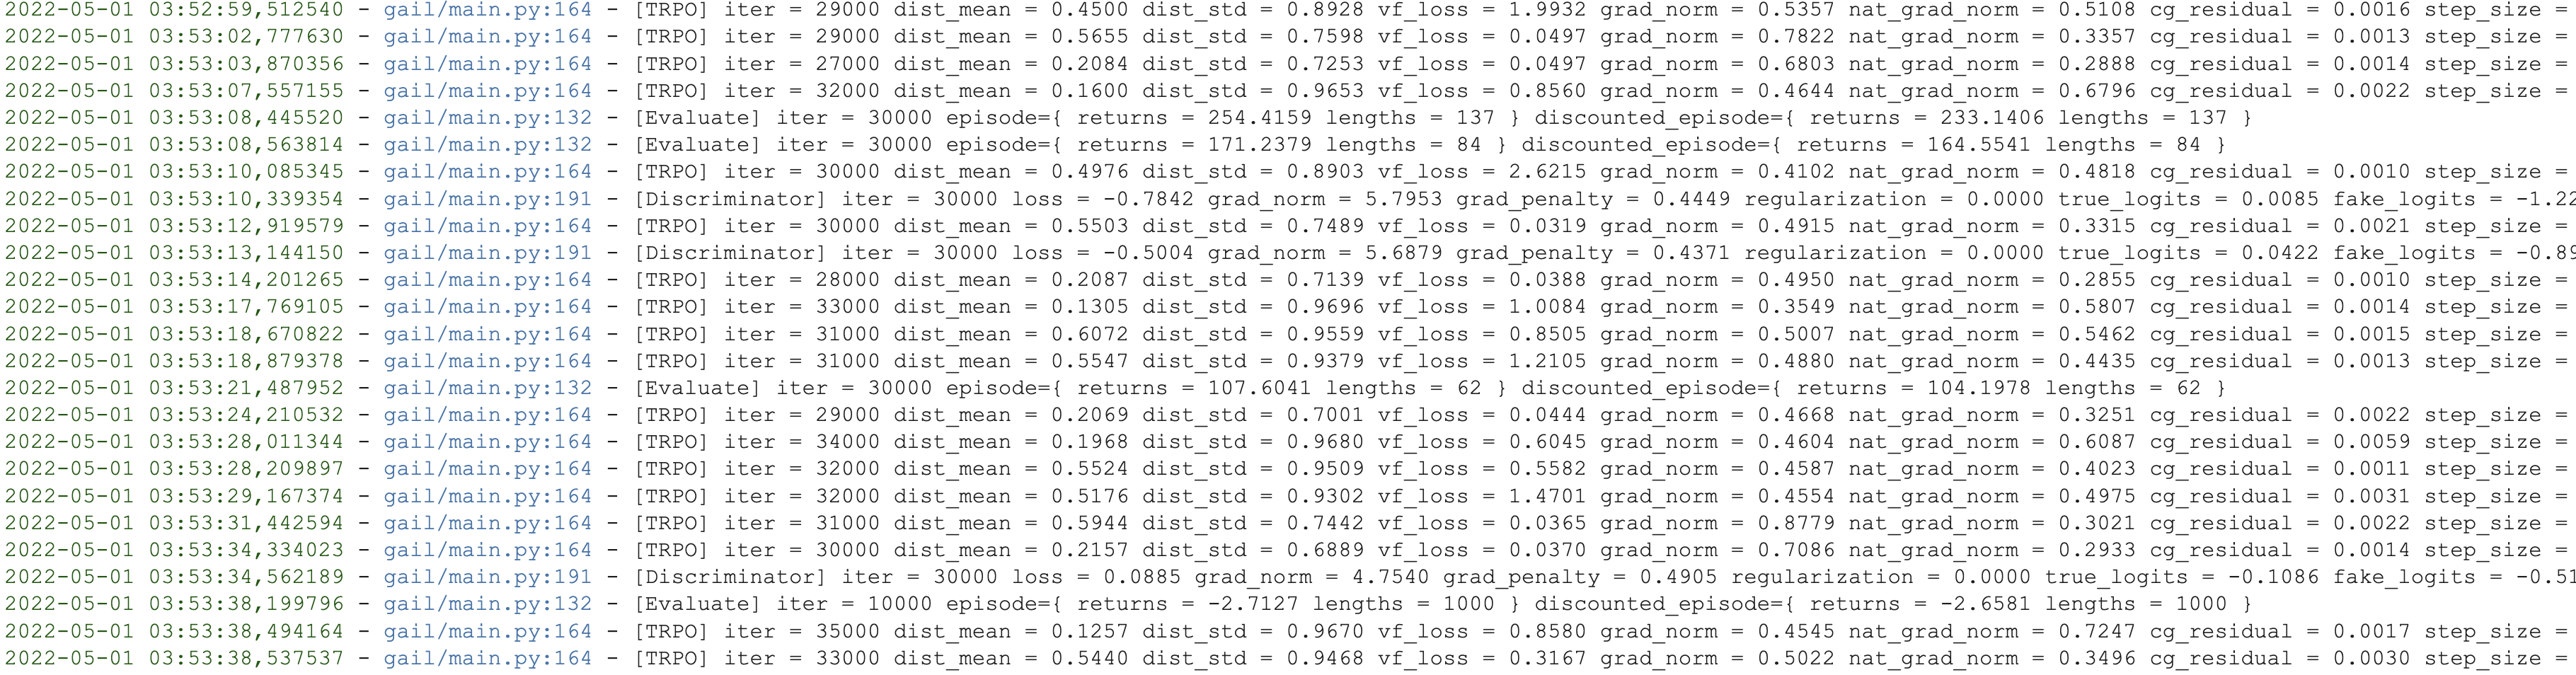 2022-05-01 03:52:59,512540 - gail/main.py:164 - [TRPO] iter = 29000 dist_mean = 0.4500 dist_std = 0.8928 vf_loss = 1.9932 grad_norm = 0.5357 nat_grad_norm = 0.5108 cg_residual = 0.0016 step_size =
2022-05-01 03:53:02,777630 - gail/main.py:164 - [TRPO] iter = 29000 dist_mean = 0.5655 dist_std = 0.7598 vf_loss = 0.0497 grad_norm = 0.7822 nat_grad_norm = 0.3357 cg_residual = 0.0013 step_size =
2022-05-01 03:53:03,870356 - gail/main.py:164 - [TRPO] iter = 27000 dist_mean = 0.2084 dist_std = 0.7253 vf_loss = 0.0497 grad_norm = 0.6803 nat_grad_norm = 0.2888 cg_residual = 0.0014 step_size =
2022-05-01 03:53:07,557155 - gail/main.py:164 - [TRPO] iter = 32000 dist_mean = 0.1600 dist_std = 0.9653 vf_loss = 0.8560 grad_norm = 0.4644 nat_grad_norm = 0.6796 cg_residual = 0.0022 step_size =
2022-05-01 03:53:08,445520 - gail/main.py:132 - [Evaluate] iter = 30000 episode={ returns = 254.4159 lengths = 137 } discounted_episode={ returns = 233.1406 lengths = 137 }
2022-05-01 03:53:08,563814 - gail/main.py:132 - [Evaluate] iter = 30000 episode={ returns = 171.2379 lengths = 84 } discounted_episode={ returns = 164.5541 lengths = 84 }
2022-05-01 03:53:10,085345 - gail/main.py:164 - [TRPO] iter = 30000 dist_mean = 0.4976 dist_std = 0.8903 vf_loss = 2.6215 grad_norm = 0.4102 nat_grad_norm = 0.4818 cg_residual = 0.0010 step_size =
2022-05-01 03:53:10,339354 - gail/main.py:191 - [Discriminator] iter = 30000 loss = -0.7842 grad_norm = 5.7953 grad_penalty = 0.4449 regularization = 0.0000 true_logits = 0.0085 fake_logits = -1.22
2022-05-01 03:53:12,919579 - gail/main.py:164 - [TRPO] iter = 30000 dist_mean = 0.5503 dist_std = 0.7489 vf_loss = 0.0319 grad_norm = 0.4915 nat_grad_norm = 0.3315 cg_residual = 0.0021 step_size =
2022-05-01 03:53:13,144150 - gail/main.py:191 - [Discriminator] iter = 30000 loss = -0.5004 grad_norm = 5.6879 grad_penalty = 0.4371 regularization = 0.0000 true_logits = 0.0422 fake_logits = -0.89
2022-05-01 03:53:14,201265 - gail/main.py:164 - [TRPO] iter = 28000 dist_mean = 0.2087 dist_std = 0.7139 vf_loss = 0.0388 grad_norm = 0.4950 nat_grad_norm = 0.2855 cg_residual = 0.0010 step_size =
2022-05-01 03:53:17,769105 - gail/main.py:164 - [TRPO] iter = 33000 dist_mean = 0.1305 dist_std = 0.9696 vf_loss = 1.0084 grad_norm = 0.3549 nat_grad_norm = 0.5807 cg_residual = 0.0014 step_size =
2022-05-01 03:53:18,670822 - gail/main.py:164 - [TRPO] iter = 31000 dist_mean = 0.6072 dist_std = 0.9559 vf_loss = 0.8505 grad_norm = 0.5007 nat_grad_norm = 0.5462 cg_residual = 0.0015 step_size =
2022-05-01 03:53:18,879378 - gail/main.py:164 - [TRPO] iter = 31000 dist_mean = 0.5547 dist_std = 0.9379 vf_loss = 1.2105 grad_norm = 0.4880 nat_grad_norm = 0.4435 cg_residual = 0.0013 step_size =
2022-05-01 03:53:21,487952 - gail/main.py:132 - [Evaluate] iter = 30000 episode={ returns = 107.6041 lengths = 62 } discounted_episode={ returns = 104.1978 lengths = 62 }
2022-05-01 03:53:24,210532 - gail/main.py:164 - [TRPO] iter = 29000 dist_mean = 0.2069 dist_std = 0.7001 vf_loss = 0.0444 grad_norm = 0.4668 nat_grad_norm = 0.3251 cg_residual = 0.0022 step_size =
2022-05-01 03:53:28,011344 - gail/main.py:164 - [TRPO] iter = 34000 dist_mean = 0.1968 dist_std = 0.9680 vf_loss = 0.6045 grad_norm = 0.4604 nat_grad_norm = 0.6087 cg_residual = 0.0059 step_size =
2022-05-01 03:53:28,209897 - gail/main.py:164 - [TRPO] iter = 32000 dist_mean = 0.5524 dist_std = 0.9509 vf_loss = 0.5582 grad_norm = 0.4587 nat_grad_norm = 0.4023 cg_residual = 0.0011 step_size =
2022-05-01 03:53:29,167374 - gail/main.py:164 - [TRPO] iter = 32000 dist_mean = 0.5176 dist_std = 0.9302 vf_loss = 1.4701 grad_norm = 0.4554 nat_grad_norm = 0.4975 cg_residual = 0.0031 step_size =
2022-05-01 03:53:31,442594 - gail/main.py:164 - [TRPO] iter = 31000 dist_mean = 0.5944 dist_std = 0.7442 vf_loss = 0.0365 grad_norm = 0.8779 nat_grad_norm = 0.3021 cg_residual = 0.0022 step_size =
2022-05-01 03:53:34,334023 - gail/main.py:164 - [TRPO] iter = 30000 dist_mean = 0.2157 dist_std = 0.6889 vf_loss = 0.0370 grad_norm = 0.7086 nat_grad_norm = 0.2933 cg_residual = 0.0014 step_size =
2022-05-01 03:53:34,562189 - gail/main.py:191 - [Discriminator] iter = 30000 loss = 0.0885 grad_norm = 4.7540 grad_penalty = 0.4905 regularization = 0.0000 true_logits = -0.1086 fake_logits = -0.51
2022-05-01 03:53:38,199796 - gail/main.py:132 - [Evaluate] iter = 10000 episode={ returns = -2.7127 lengths = 1000 } discounted_episode={ returns = -2.6581 lengths = 1000 }
2022-05-01 03:53:38,494164 - gail/main.py:164 - [TRPO] iter = 35000 dist_mean = 0.1257 dist_std = 0.9670 vf_loss = 0.8580 grad_norm = 0.4545 nat_grad_norm = 0.7247 cg_residual = 0.0017 step_size =
2022-05-01 03:53:38,537537 - gail/main.py:164 - [TRPO] iter = 33000 dist_mean = 0.5440 dist_std = 0.9468 vf_loss = 0.3167 grad_norm = 0.5022 nat_grad_norm = 0.3496 cg_residual = 0.0030 step_size =